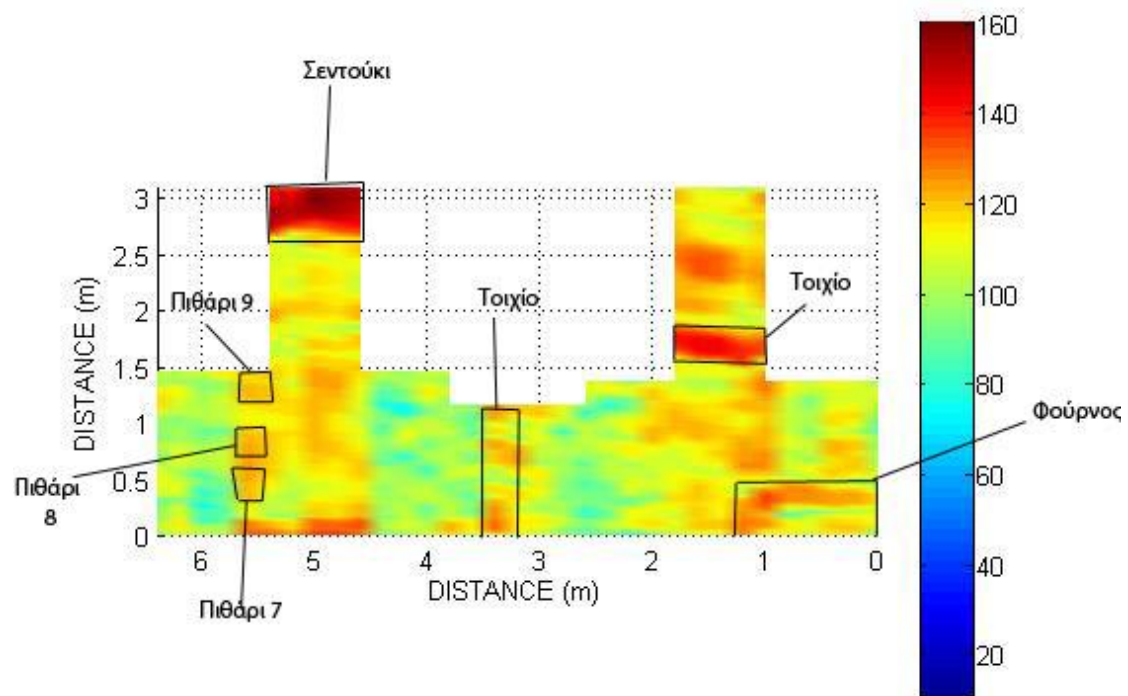 Σεντούκι
Πιθάρι 9
Τοιχίο
Τοιχίο
Φούρνος
Πιθάρι
8
Πιθάρι 7
3
2.5
2
1.5
1
0.5
0
DISTANCE (m)
6
5
4
3
2
1
0
DISTANCE (m)
160
140
120
100
80
60
40
20